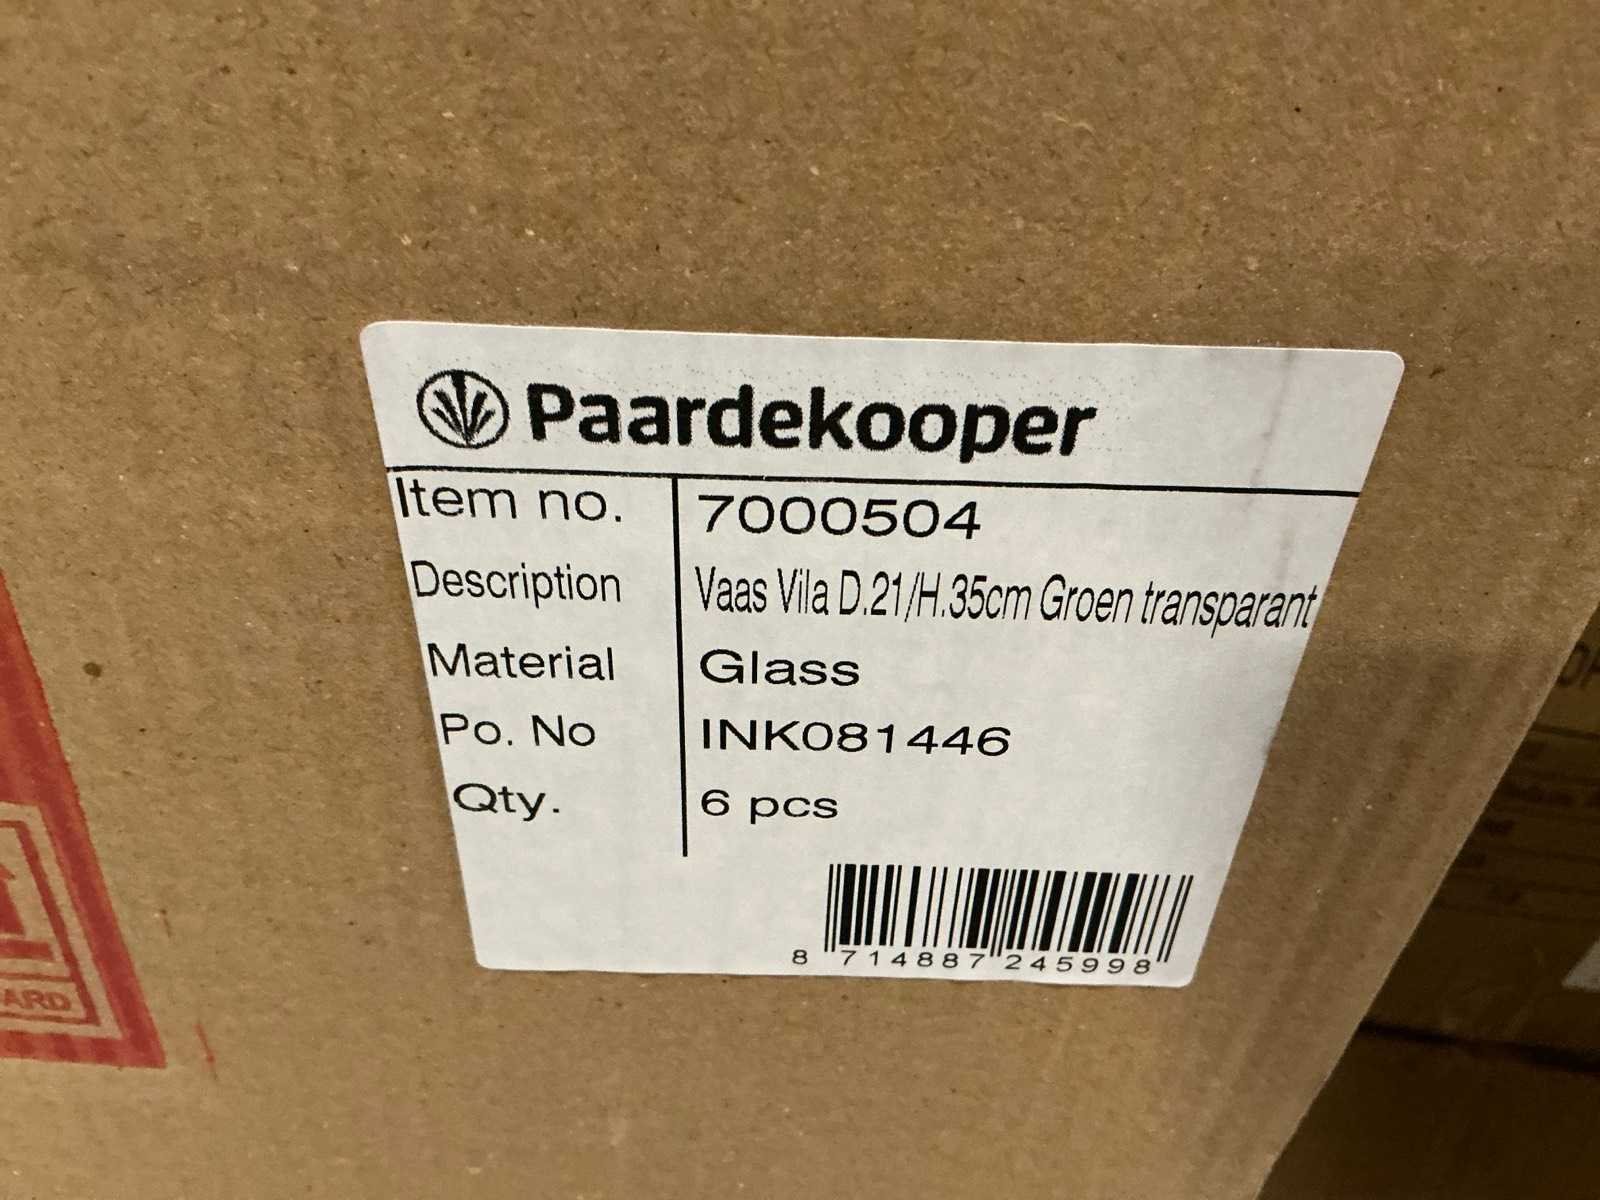 Paardekooper
Item no. 7000504
Description Vaas Vila D.21/H.35cm Groen transparant
Material Glass
Po. No INK081446
Qty. 6 pcs
8 714887 245998
ARD